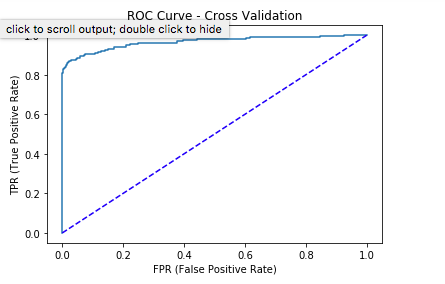 ROC Curve - Cross Validation
click to scroll output; double click to hide
1.0
0.8
0.6
0.4
0.2
0.0
TPR (True Positive Rate)
0.0 0.2 0.4 0.6 0.8 1.0
FPR (False Positive Rate)